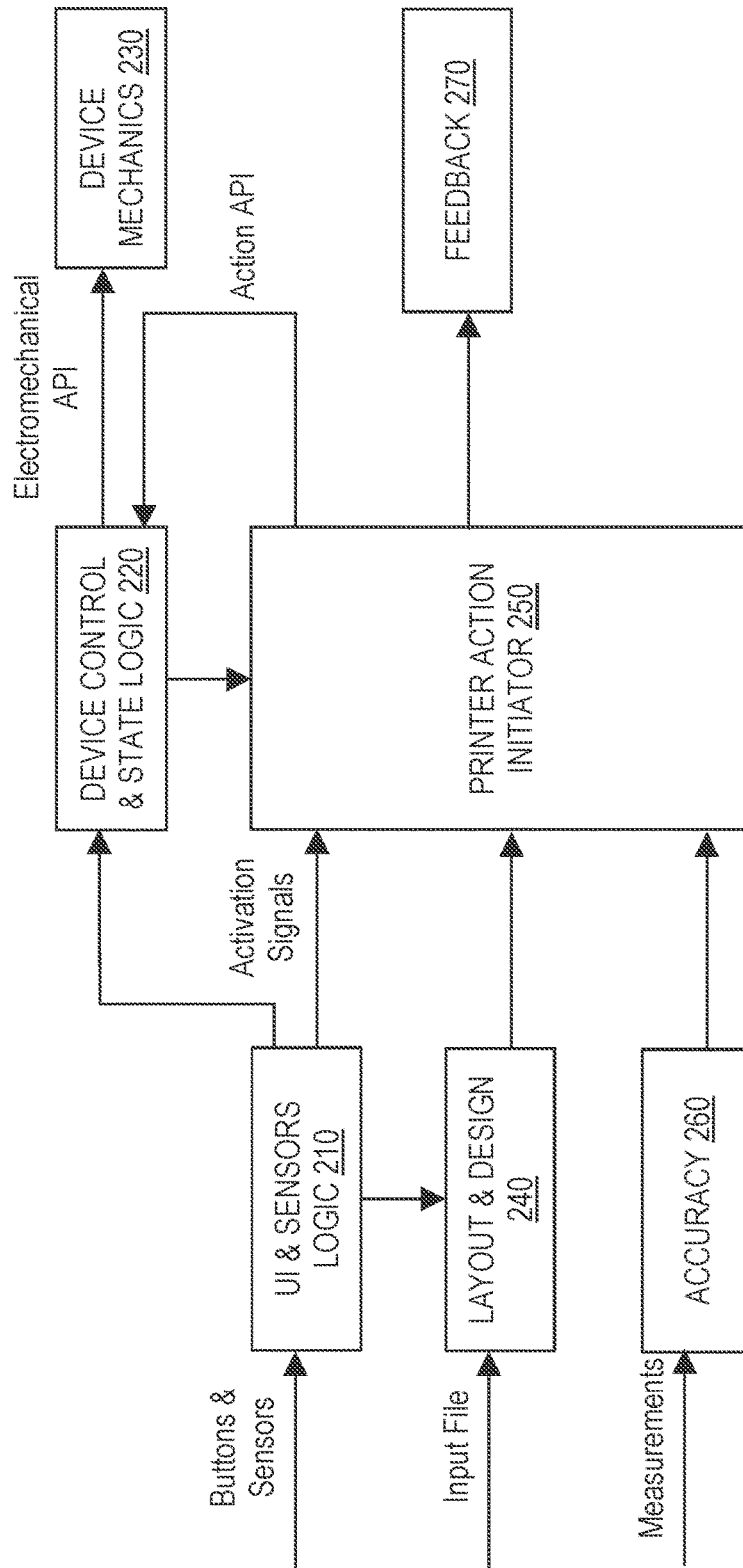 Electromechanical
API
DEVICE
MECHANICS 230
DEVICE CONTROL
& STATE LOGIC 220
Action API
Buttons &
Sensors
UI & SENSORS
LOGIC 210
Activation
Signals
PRINTER ACTION
INITIATOR 250
FEEDBACK 270
Input File
LAYOUT & DESIGN
240
Measurements
ACCURACY 260